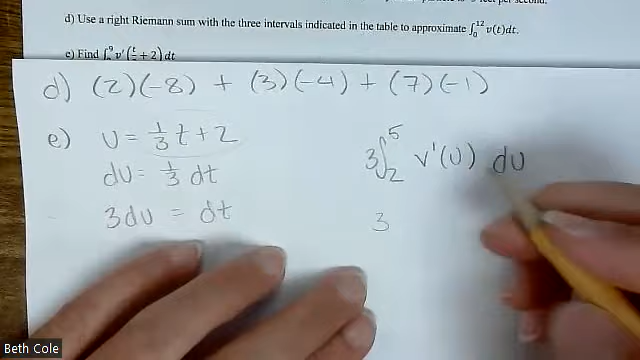 d) Use a right Riemann sum with the three intervals indicated in the table to approximate ∫₀¹² v(t)dt.
e) Find ∫ v'( + 2) dt
d) (2)(-8) + (3)(-4) + (7)(-1)
e) U = 1/3 t + 2
3∫₂⁵ v'(U) dU
dU = 1/3 dt
3dU = dt
3
Beth Cole